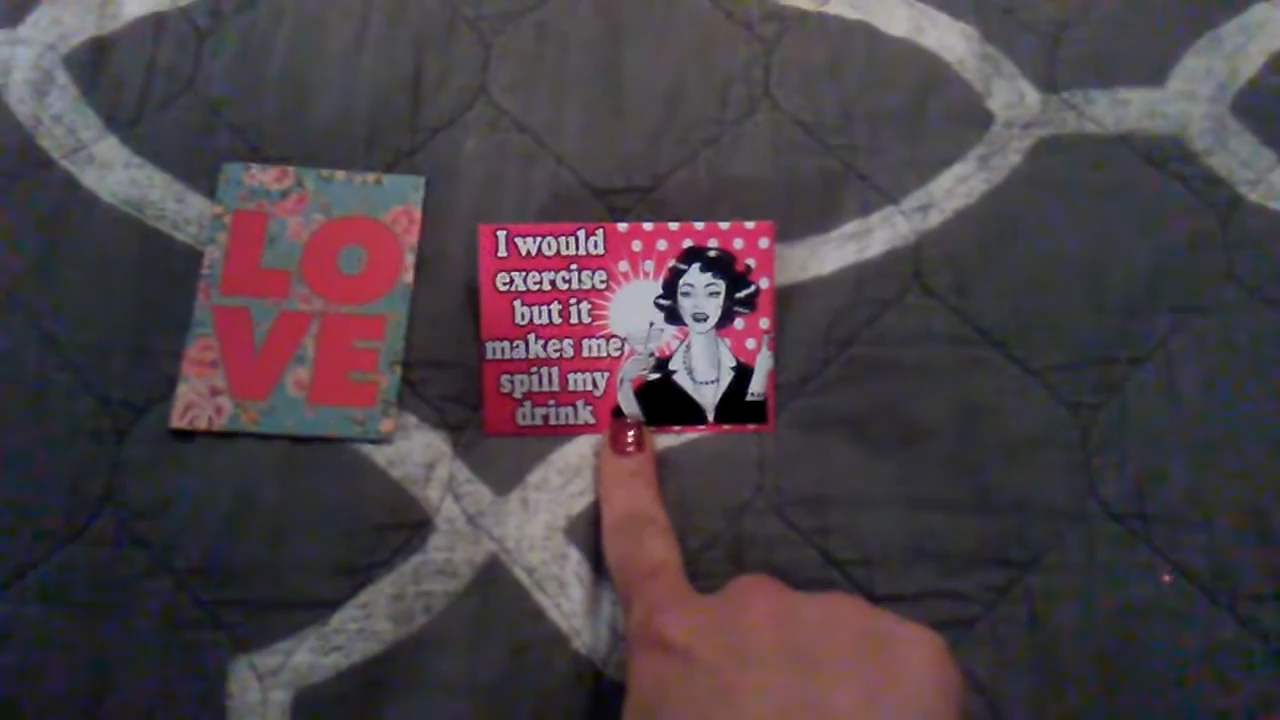 LO
VE
I would
exercise
but it
makes me
spill my
drink